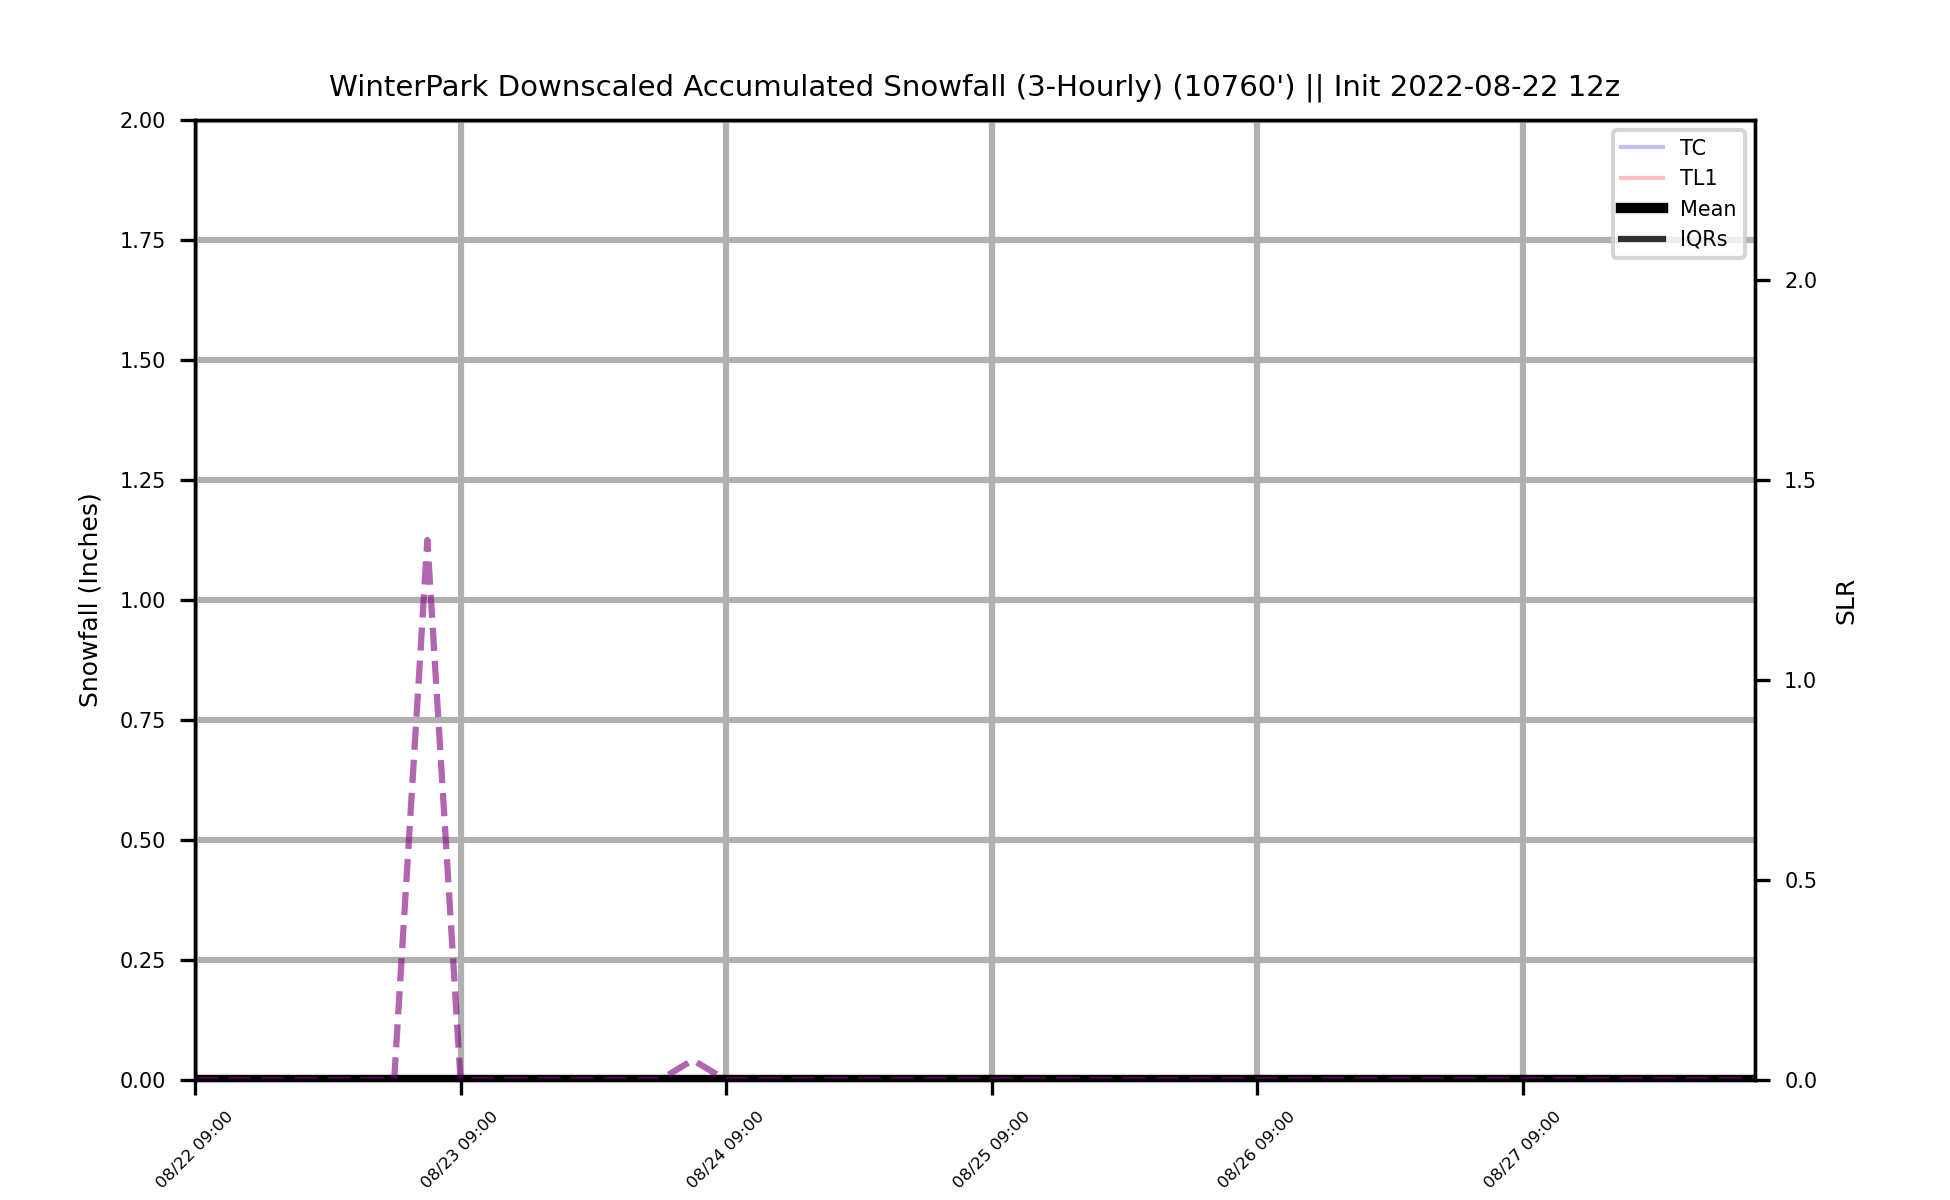 WinterPark Downscaled Accumulated Snowfall (3-Hourly) (10760') || Init 2022-08-22 12z
2.00
1.75
1.50
1.25
1.00
0.75
0.50
0.25
0.00
Snowfall (Inches)
TC
TL1
Mean
IQRs
2.0
1.5
1.0
0.5
0.0
SLR
08/22 09:00
08/23 09:00
08/24 09:00
08/25 09:00
08/26 09:00
08/27 09:00